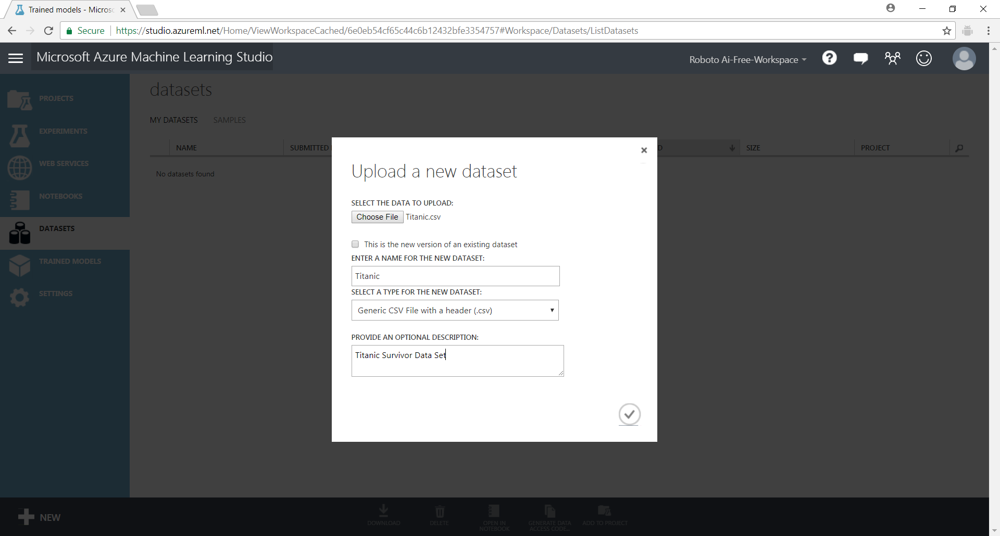 Trained models - Micros
Secure https://studio.azureml.net/Home/ViewWorkspaceCached/6e0eb54cf65c44c6b12432bfe3354757#Workspace/Datasets/ListDatasets
Microsoft Azure Machine Learning Studio
Roboto Ai-Free-Workspace
PROJECTS
EXPERIMENTS
WEB SERVICES
NOTEBOOKS
DATASETS
TRAINED MODELS
SETTINGS
datasets
MY DATASETS SAMPLES
NAME SUBMITTED D SIZE PROJECT
No datasets found
Upload a new dataset
SELECT THE DATA TO UPLOAD:
Choose File Titanic.csv
This is the new version of an existing dataset
ENTER A NAME FOR THE NEW DATASET:
Titanic
SELECT A TYPE FOR THE NEW DATASET:
Generic CSV File with a header (.csv)
PROVIDE AN OPTIONAL DESCRIPTION:
Titanic Survivor Data Set
NEW
DOWNLOAD
DELETE
OPEN IN
NOTEBOOK
GENERATE DATA
ACCESS CODE...
ADD TO PROJECT